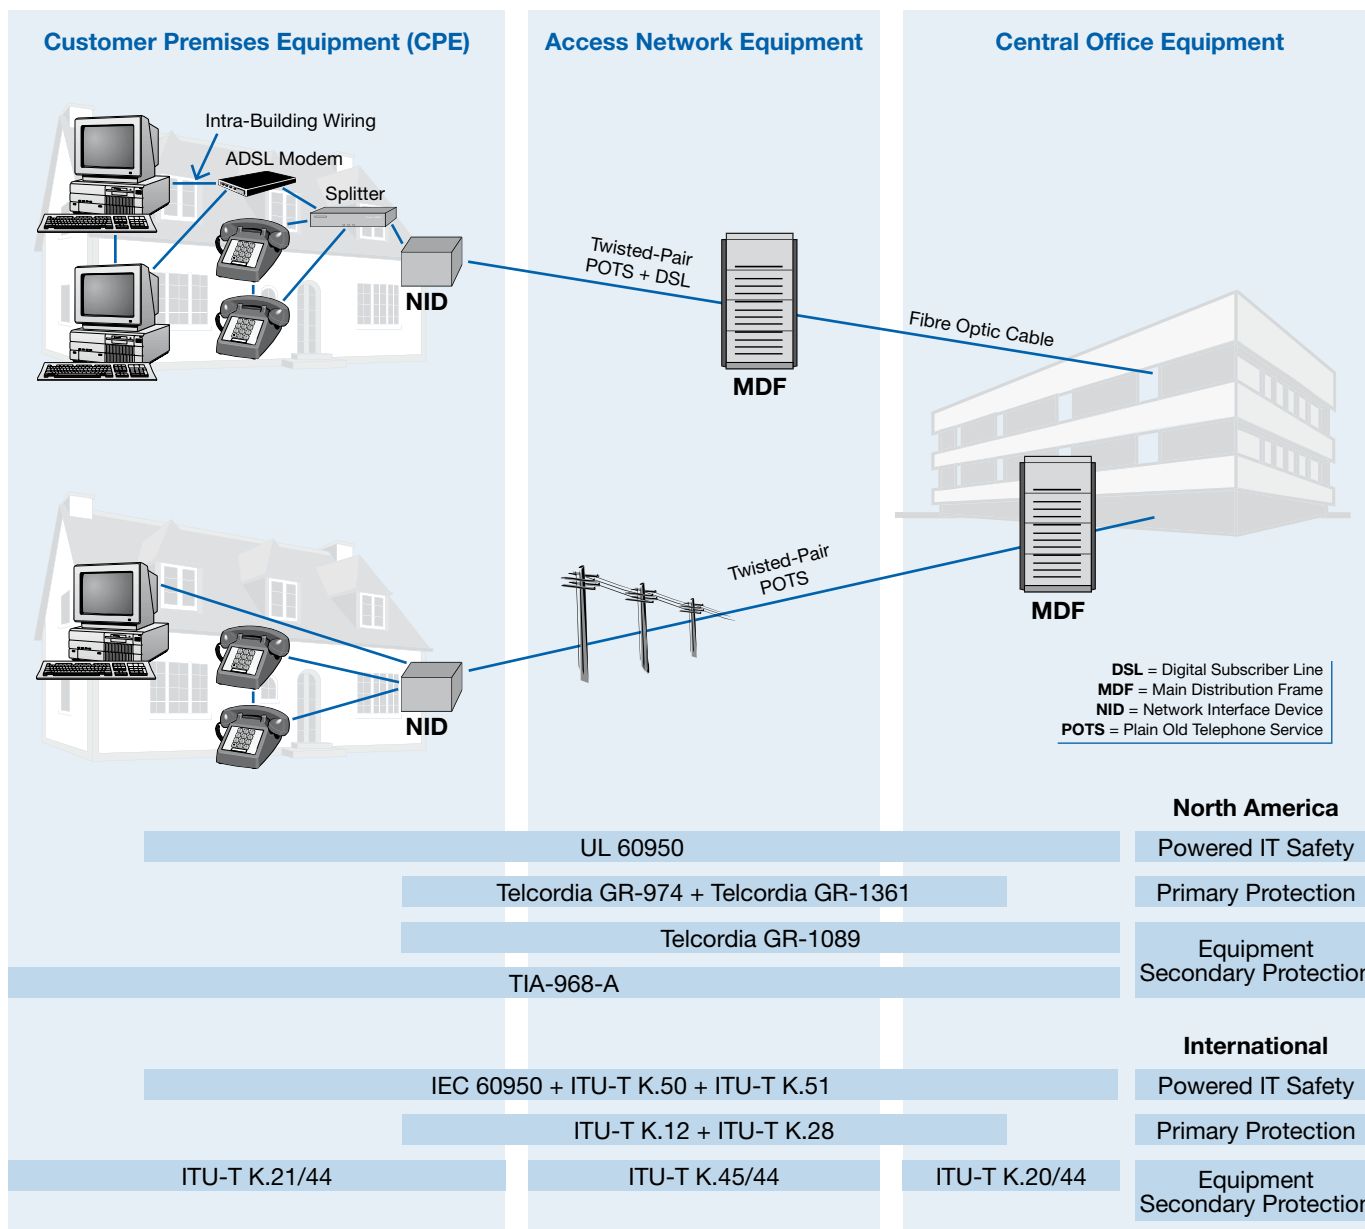 Customer Premises Equipment (CPE)
Access Network Equipment
Central Office Equipment
Intra-Building Wiring
ADSL Modem
Splitter
NID
Twisted-Pair
POTS + DSL
MDF
Fibre Optic Cable
Twisted-Pair
POTS
MDF
NID
DSL = Digital Subscriber Line
MDF = Main Distribution Frame
NID = Network Interface Device
POTS = Plain Old Telephone Service
North America
UL 60950
Powered IT Safety
Telcordia GR-974 + Telcordia GR-1361
Primary Protection
Telcordia GR-1089
Equipment
Secondary Protection
TIA-968-A
International
IEC 60950 + ITU-T K.50 + ITU-T K.51
Powered IT Safety
ITU-T K.12 + ITU-T K.28
Primary Protection
ITU-T K.21/44
ITU-T K.45/44
ITU-T K.20/44
Equipment
Secondary Protection